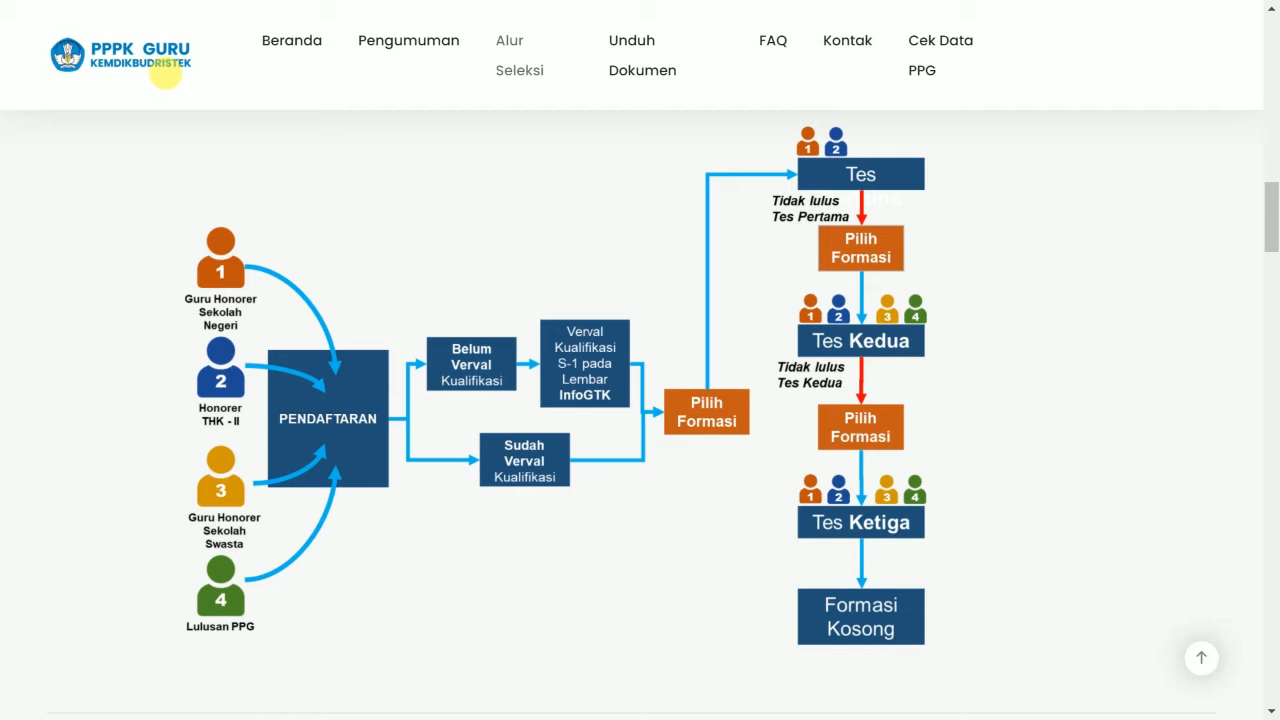 PPPK GURU
KEMDIKBUDRISTEK
Beranda
Pengumuman
Alur
Seleksi
Unduh
Dokumen
FAQ
Kontak
Cek Data
PPG
1
Guru Honorer
Sekolah
Negeri
2
Honorer
THK - II
3
Guru Honorer
Sekolah
Swasta
4
Lulusan PPG
PENDAFTARAN
Belum
Verval
Kualifikasi
Verval
Kualifikasi
S-1 pada
Lembar
InfoGTK
Sudah
Verval
Kualifikasi
Pilih
Formasi
1 2
Tes
Tidak lulus
Tes Pertama
Pilih
Formasi
1 2 3 4
Tes Kedua
Tidak lulus
Tes Kedua
Pilih
Formasi
1 2 3 4
Tes Ketiga
Formasi
Kosong